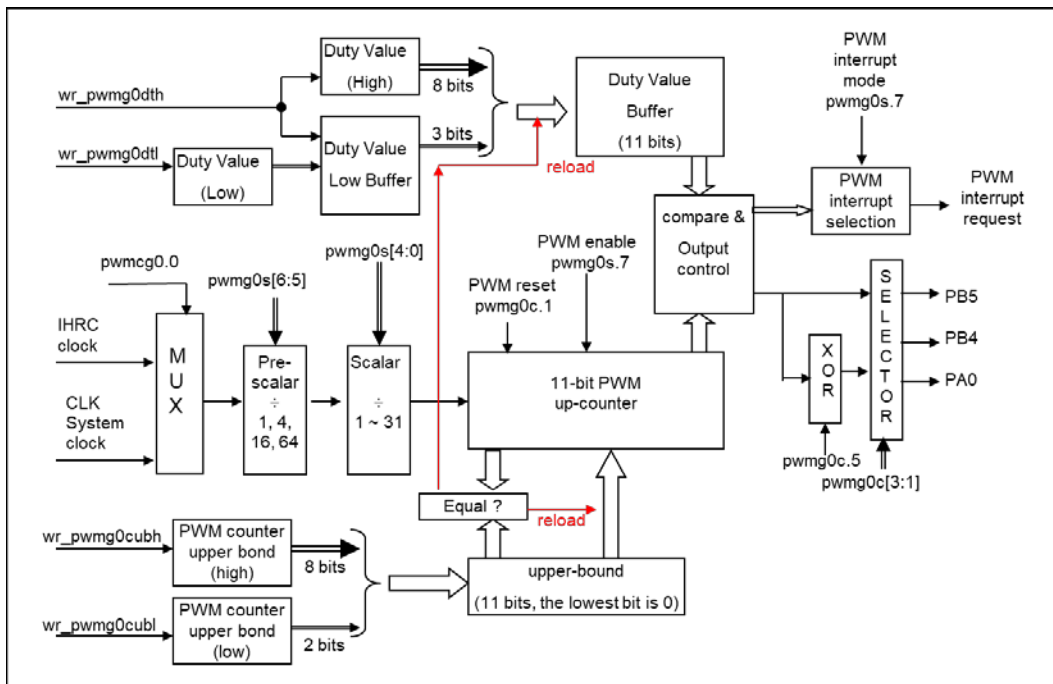 Duty Value
(High)
8 bits
wr_pwmg0dth
3 bits
wr_pwmg0dtl
Duty Value
(Low)
Duty Value
Low Buffer
Duty Value
Buffer
(11 bits)
reload
PWM
interrupt
mode
pwmg0s.7
PWM
interrupt
selection
PWM
interrupt
request
compare &
Output
control
pwmcg0.0
pwmg0s[6:5]
pwmg0s[4:0]
PWM enable
pwmg0s.7
PWM reset
pwmg0c.1
IHRC
clock
CLK
System
clock
MUX
Pre-
scalar
÷
1, 4,
16, 64
Scalar
÷
1 ~ 31
11-bit PWM
up-counter
XOR
SELECTOR
PB5
PB4
PA0
pwmg0c.5
pwmg0c[3:1]
Equal ?
reload
wr_pwmg0cubh
PWM counter
upper bond
(high)
8 bits
wr_pwmg0cubl
PWM counter
upper bond
(low)
2 bits
upper-bound
(11 bits, the lowest bit is 0)